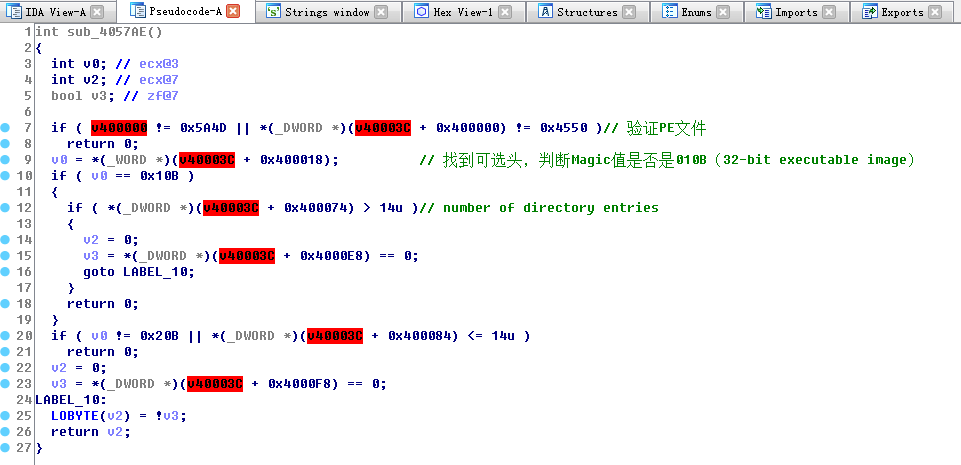 IDA View-A Pseudocode-A Strings window Hex View-1 Structures Enums Imports Exports
1 int sub_4057AE()
2 {
3 int v0; // ecx@3
4 int v2; // ecx@7
5 bool v3; // zf@7
6
7 if ( v400000 != 0x5A4D || *(_DWORD *)(v40003C + 0x400000) != 0x4550 )// 验证PE文件
8 return 0;
9 v0 = *(_WORD *)(v40003C + 0x400018); // 找到可选头，判断Magic值是否是010B（32-bit executable image）
10 if ( v0 == 0x10B )
11 {
12 if ( *(_DWORD *)(v40003C + 0x400074) > 14u )// number of directory entries
13 {
14 v2 = 0;
15 v3 = *(_DWORD *)(v40003C + 0x4000E8) == 0;
16 goto LABEL_10;
17 }
18 return 0;
19 }
20 if ( v0 != 0x20B || *(_DWORD *)(v40003C + 0x400084) <= 14u )
21 return 0;
22 v2 = 0;
23 v3 = *(_DWORD *)(v40003C + 0x4000F8) == 0;
24 LABEL_10:
25 LOBYTE(v2) = !v3;
26 return v2;
27 }